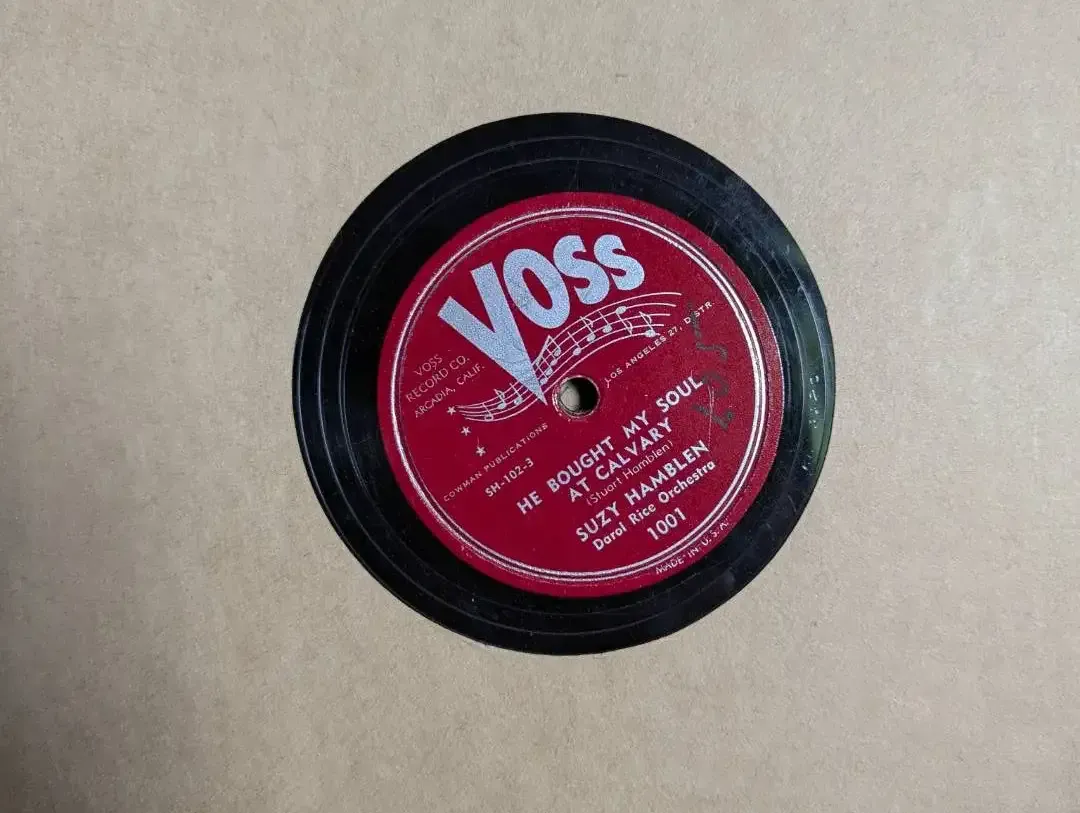 VOSS
VOSS
RECORD CO.
ARCADIA, CALIF.
LOS ANGELES 27, DISTR.
COWMAN PUBLICATIONS
SH-102-3
HE BOUGHT MY SOUL
AT CALVARY
(Stuart Hamblen)
SUZY HAMBLEN
Darol Rice Orchestra
1001
MADE IN U. S. A.